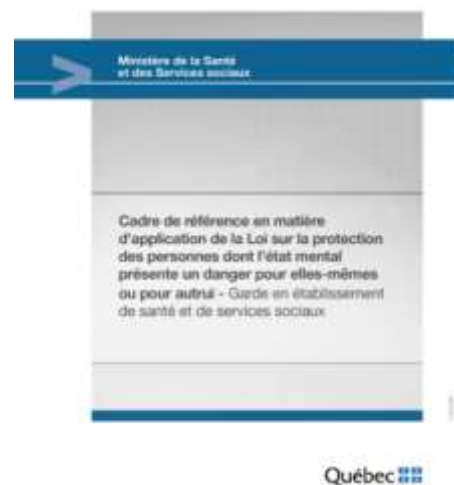 Ministère de la Santé
et des Services sociaux
Cadre de référence en matière
d'application de la Loi sur la protection
des personnes dont l'état mental
présente un danger pour elles-mêmes
ou pour autrui - Garde en établissement
de santé et de services sociaux
Québec